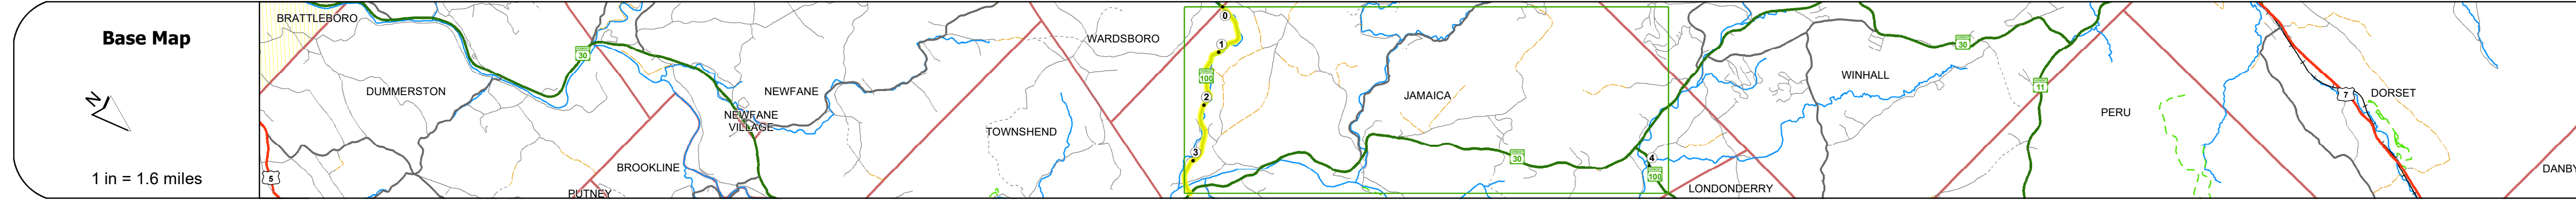 Base Map
N
1 in = 1.6 miles
BRATTLEBORO
DUMMERSTON
5
30
PUTNEY
BROOKLINE
NEWFANE
NEWFANE
VILLAGE
TOWNSHEND
WARDSBORO
0
1
100
2
3
JAMAICA
30
4
100
LONDONDERRY
WINHALL
30
11
PERU
7
DORSET
DANBY